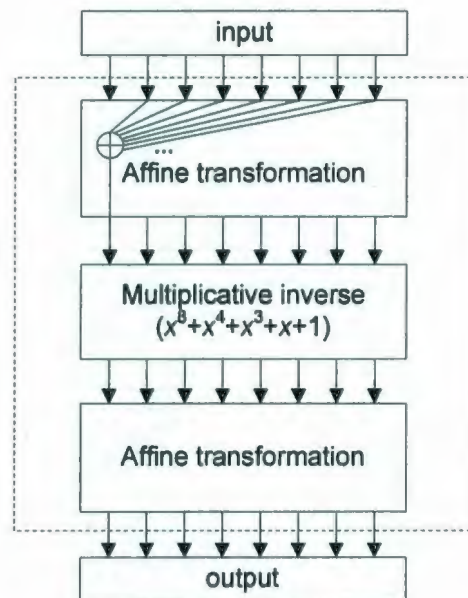 input
...
Affine transformation
Multiplicative inverse
(x⁸+x⁴+x³+x+1)
Affine transformation
output